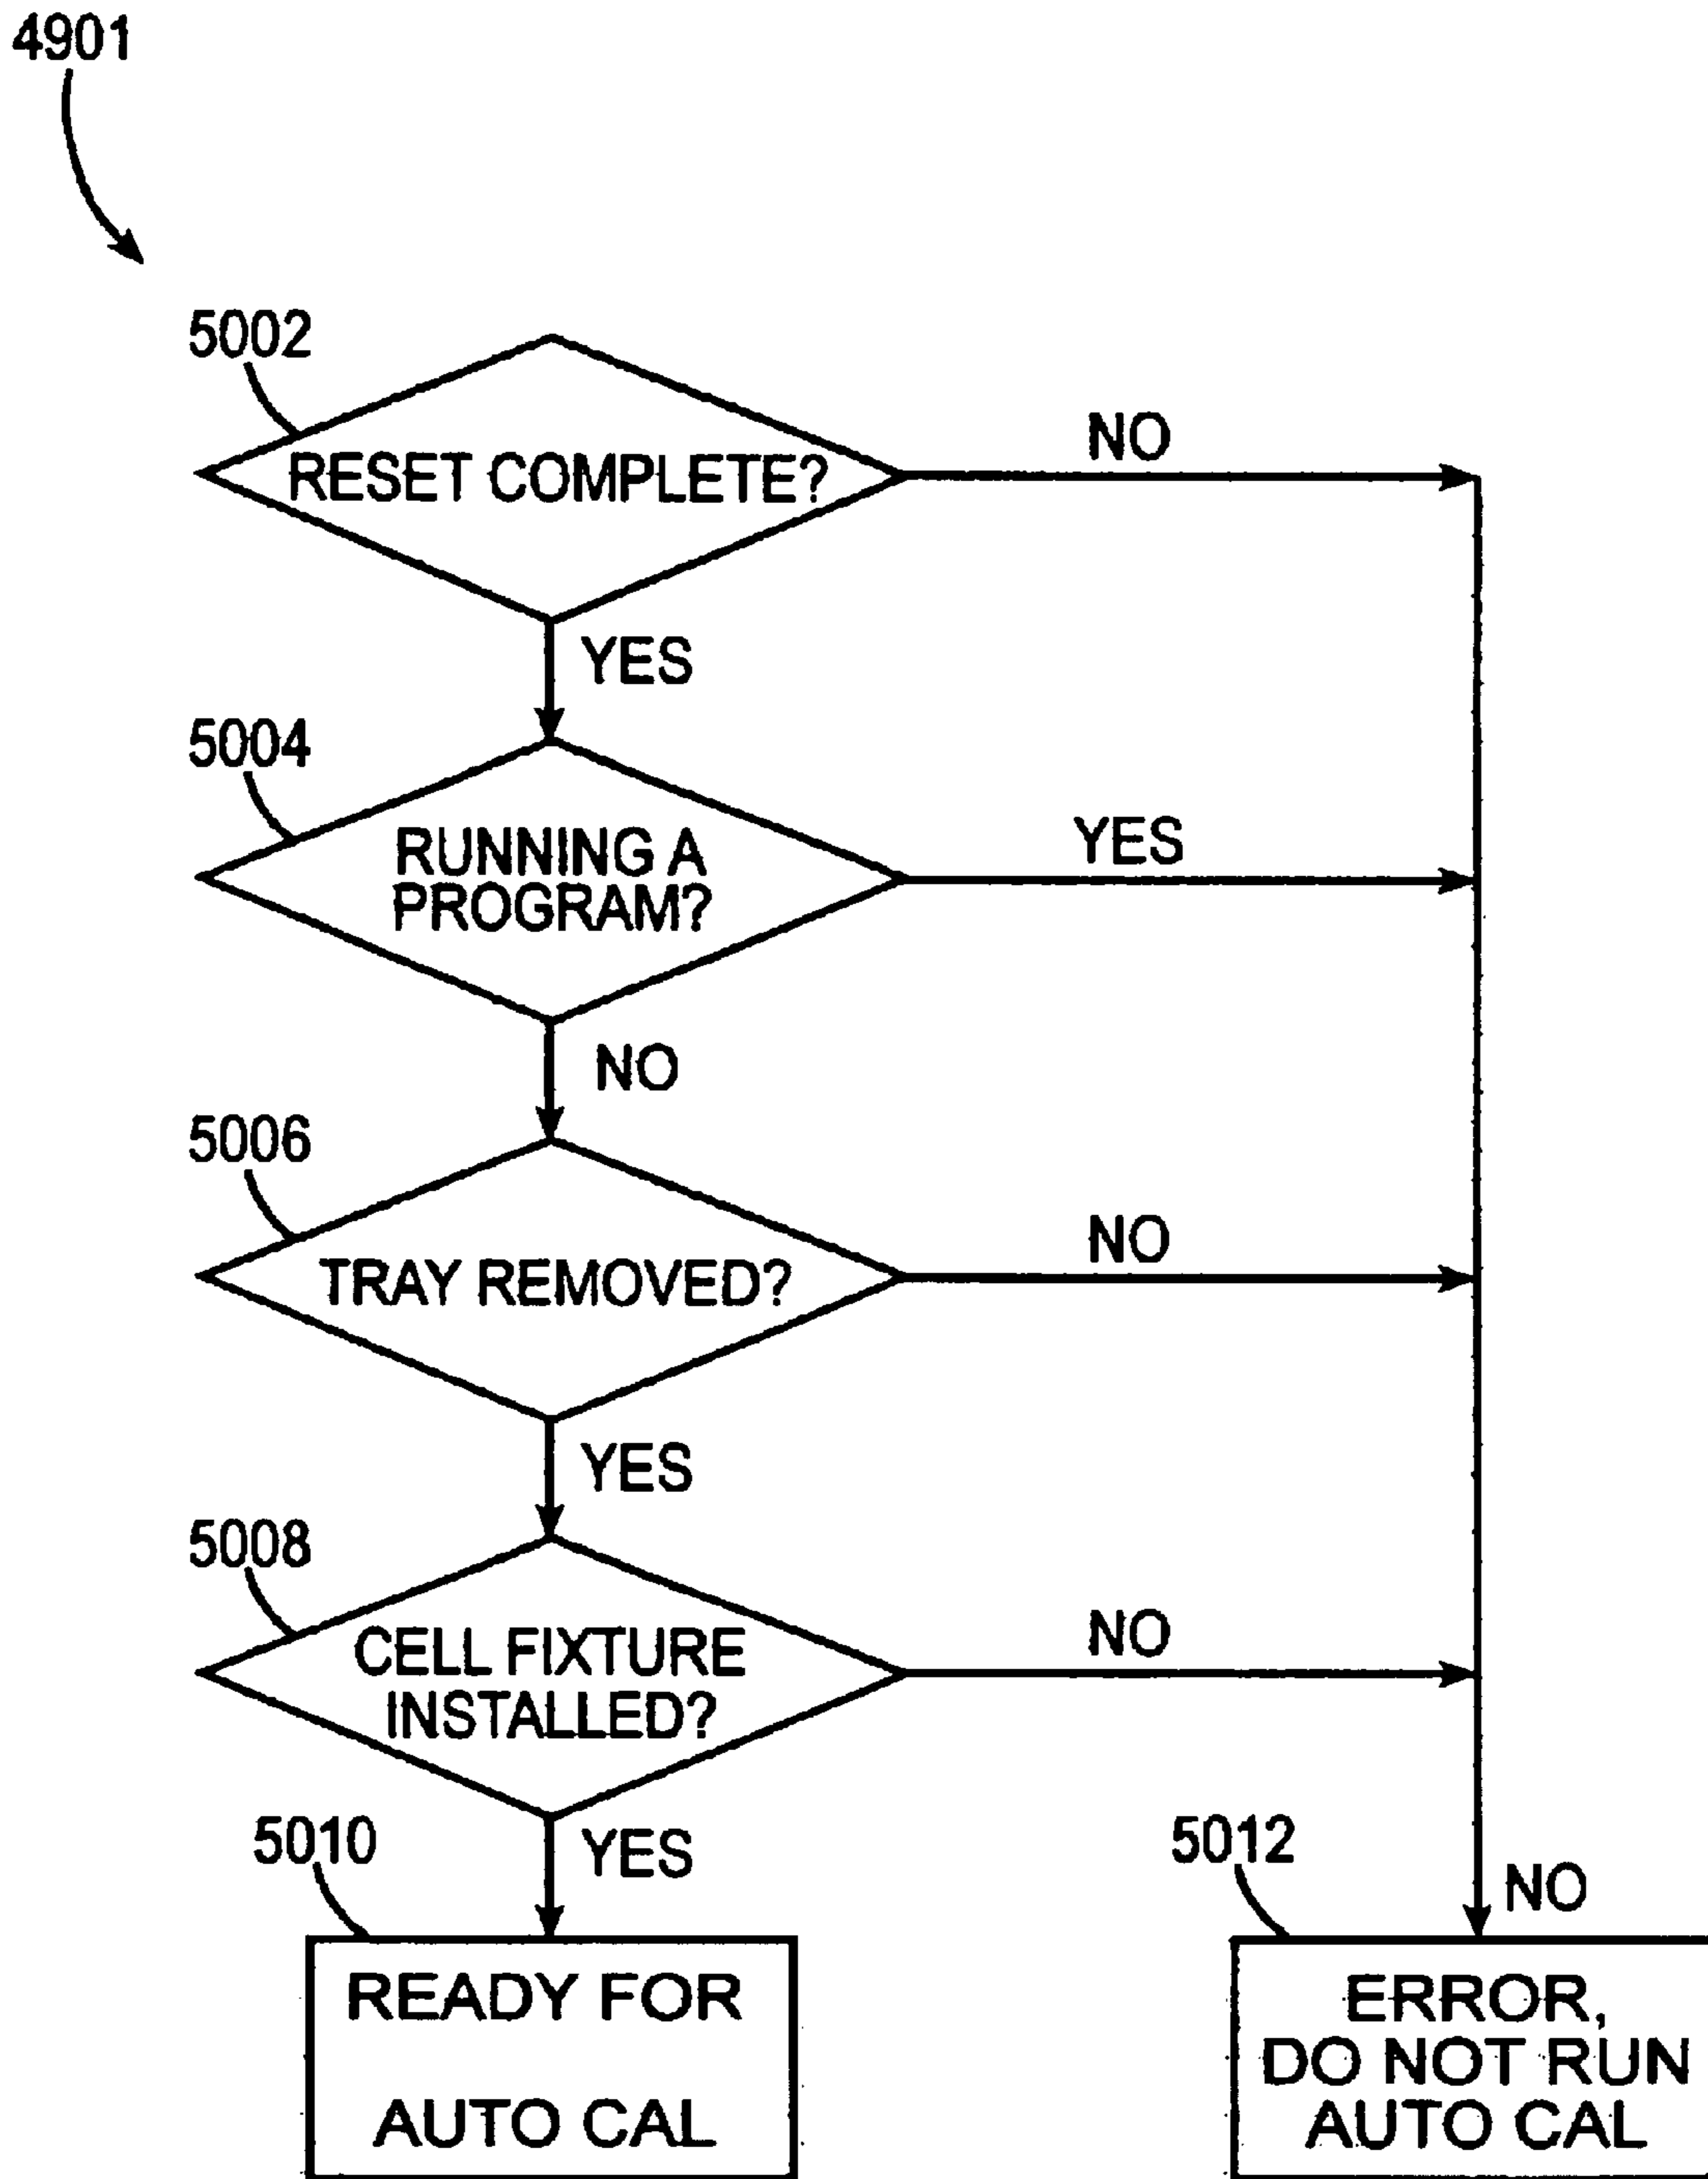 4901
5002
RESET COMPLETE?
NO
YES
5004
RUNNING A
PROGRAM?
YES
NO
5006
TRAY REMOVED?
NO
YES
5008
CELL FIXTURE
INSTALLED?
NO
YES
5010
READY FOR
AUTO CAL
5012
NO
ERROR,
DO NOT RUN
AUTO CAL